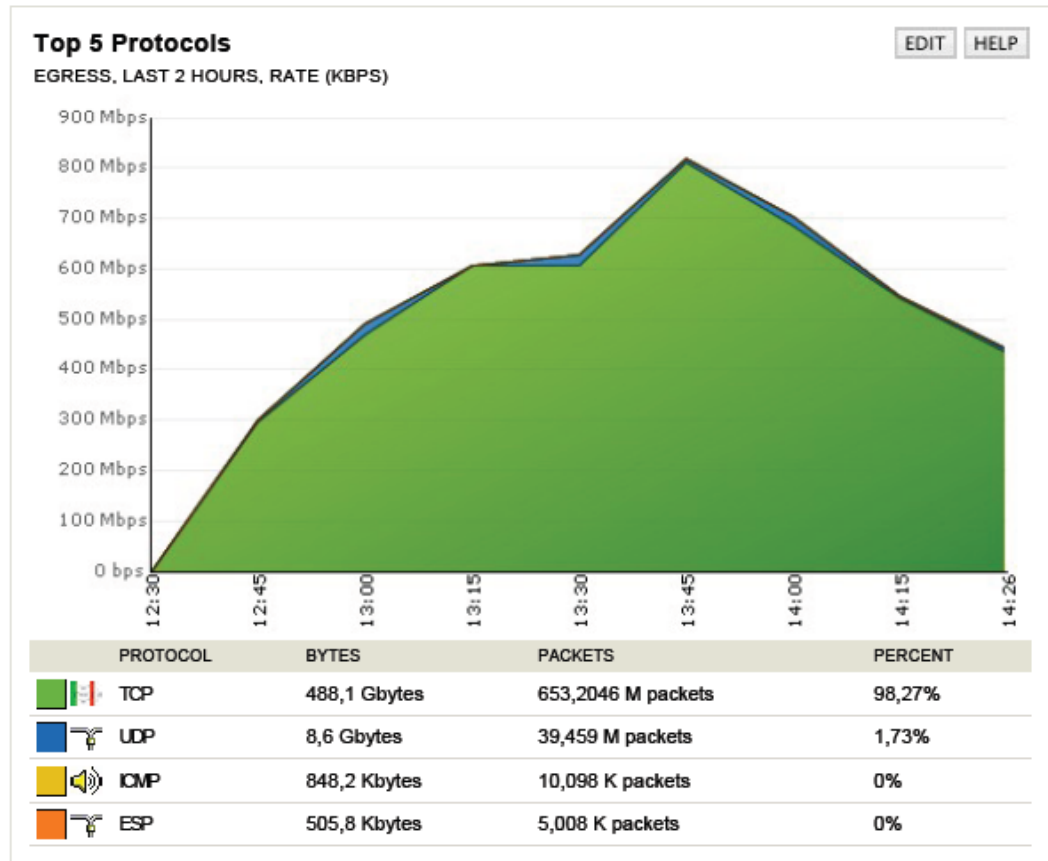 Top 5 Protocols
EDIT HELP
EGRESS, LAST 2 HOURS, RATE (KBPS)
900 Mbps
800 Mbps
700 Mbps
600 Mbps
500 Mbps
400 Mbps
300 Mbps
200 Mbps
100 Mbps
0 bps
12:30 12:45 13:00 13:15 13:30 13:45 14:00 14:15 14:26
PROTOCOL BYTES PACKETS PERCENT
TCP 488,1 Gbytes 653,2046 M packets 98,27%
UDP 8,6 Gbytes 39,459 M packets 1,73%
ICMP 848,2 Kbytes 10,098 K packets 0%
ESP 505,8 Kbytes 5,008 K packets 0%